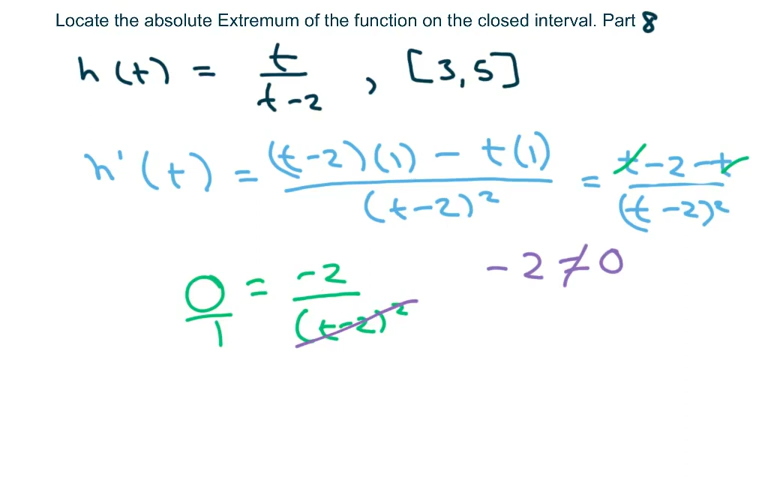 Locate the absolute Extremum of the function on the closed interval. Part 8
h(t) = t/(t-2) , [3,5]
h'(t) = ((t-2)(1) - t(1))/(t-2)² = (t-2-t)/(t-2)²
0/1 = -2/(t-2)² -2≠0